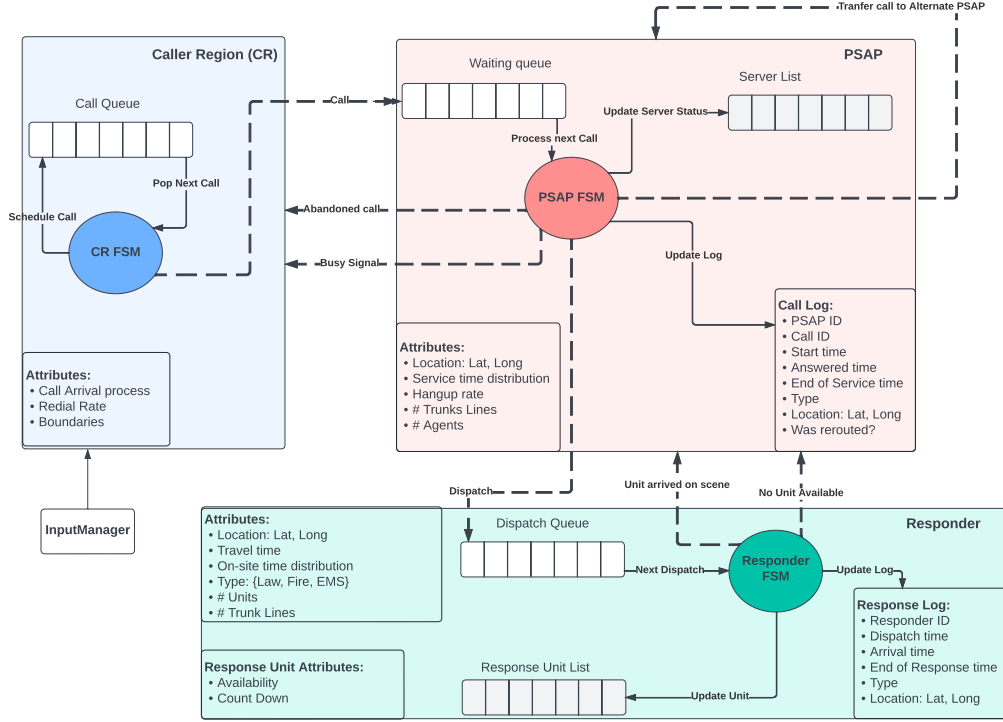 Tranfer call to Alternate PSAP
Caller Region (CR)
PSAP
Waiting queue
Server List
Call Queue
Call
Update Server Status
Process next Call
Pop Next Call
PSAP FSM
Schedule Call
Abandoned call
CR FSM
Busy Signal
Update Log
Call Log:
• PSAP ID
• Call ID
• Start time
• Answered time
• End of Service time
• Type
• Location: Lat, Long
• Was rerouted?
Attributes:
• Location: Lat, Long
• Service time distribution
• Hangup rate
• # Trunks Lines
• # Agents
Attributes:
• Call Arrival process
• Redial Rate
• Boundaries
InputManager
Dispatch
Unit arrived on scene
No Unit Available
Attributes:
• Location: Lat, Long
• Travel time
• On-site time distribution
• Type: {Law, Fire, EMS}
• # Units
• # Trunk Lines
Dispatch Queue
Responder
Next Dispatch
Responder
FSM
Update Log
Response Log:
• Responder ID
• Dispatch time
• Arrival time
• End of Response time
• Type
• Location: Lat, Long
Response Unit Attributes:
• Availability
• Count Down
Response Unit List
Update Unit